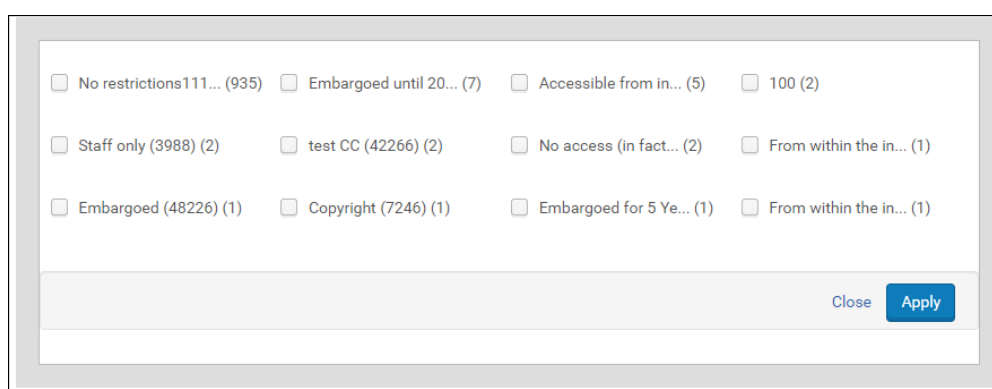 No restrictions111... (935) Embargoed until 20... (7) Accessible from in... (5) 100 (2)
Staff only (3988) (2) test CC (42266) (2) No access (in fact... (2) From within the in... (1)
Embargoed (48226) (1) Copyright (7246) (1) Embargoed for 5 Ye... (1) From within the in... (1)
Close Apply